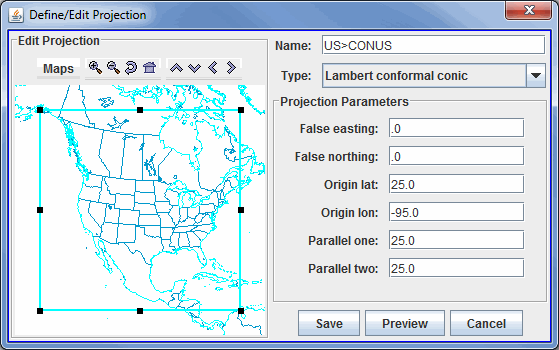 Define/Edit Projection
Edit Projection
Maps
Name: US>CONUS
Type: Lambert conformal conic
Projection Parameters
False easting: .0
False northing: .0
Origin lat: 25.0
Origin lon: -95.0
Parallel one: 25.0
Parallel two: 25.0
Save Preview Cancel